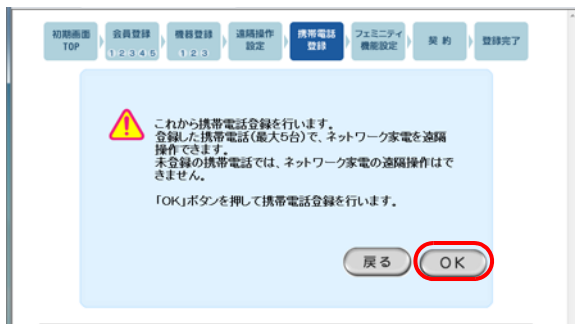 初期画面
TOP
会員登録
1 2 3 4 5
機器登録
1 2 3
遠隔操作
設定
携帯電話
登録
フェミニティ
機能設定
契 約
登録完了
これから携帯電話登録を行います。
登録した携帯電話(最大5台)で、ネットワーク家電を遠隔
操作できます。
未登録の携帯電話では、ネットワーク家電の遠隔操作はで
きません。
「OK」ボタンを押して携帯電話登録を行います。
戻る
OK